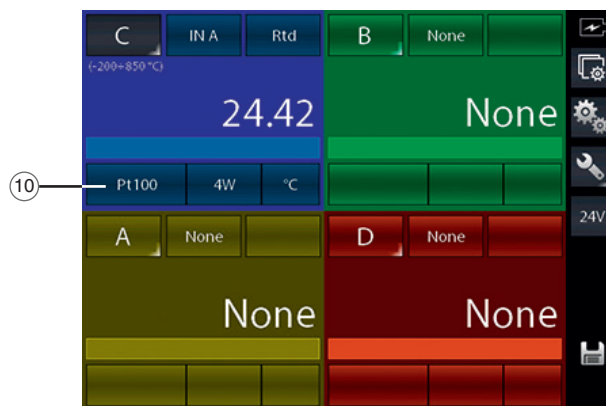 C IN A Rtd
(-200÷850 °C)
24.42
Pt100 4W °C
B None
None
A None
None
D None
None
24V
10